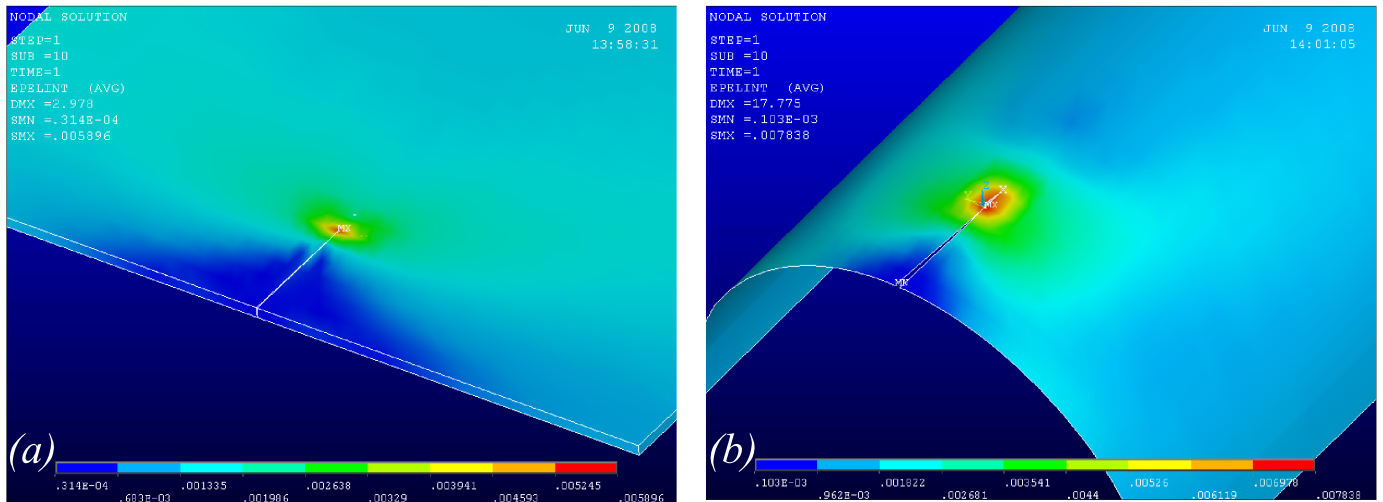 NODAL SOLUTION
STEP=1
SUB =10
TIME=1
EPELINT (AVG)
DMX =2.978
SMN =.314E-04
SMX =.005896
JUN 9 2008
13:58:31
MX
(a)
.314E-04 .001335 .002638 .003941 .005245
.683E-03 .001986 .00329 .004593 .005896
NODAL SOLUTION
STEP=1
SUB =10
TIME=1
EPELINT (AVG)
DMX =17.775
SMN =.103E-03
SMX =.007838
JUN 9 2008
14:01:05
Z
Y X
MX
MN
(b)
.103E-03 .001822 .003541 .00526 .006978
.962E-03 .002681 .0044 .006119 .007838